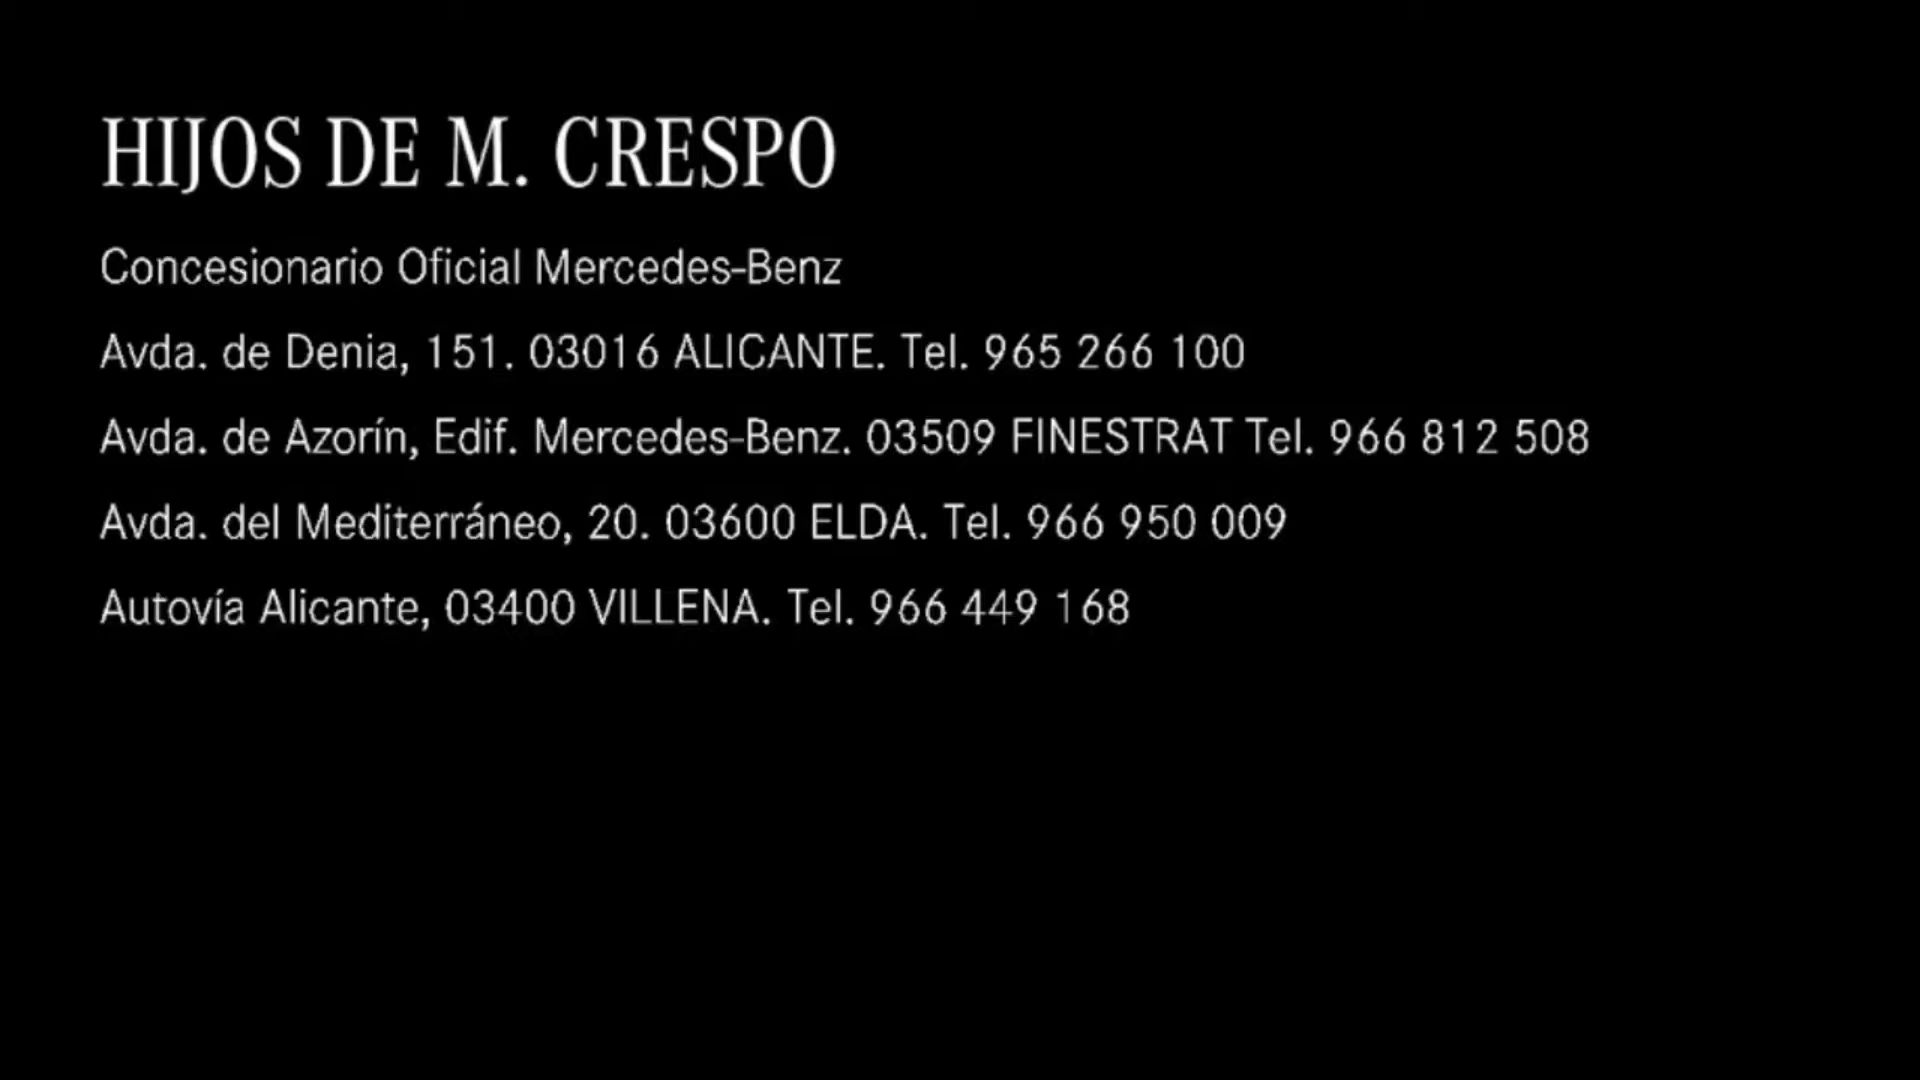 HIJOS DE M. CRESPO
Concesionario Oficial Mercedes-Benz
Avda. de Denia, 151. 03016 ALICANTE. Tel. 965 266 100
Avda. de Azorín, Edif. Mercedes-Benz. 03509 FINESTRAT Tel. 966 812 508
Avda. del Mediterráneo, 20. 03600 ELDA. Tel. 966 950 009
Autovía Alicante, 03400 VILLENA. Tel. 966 449 168